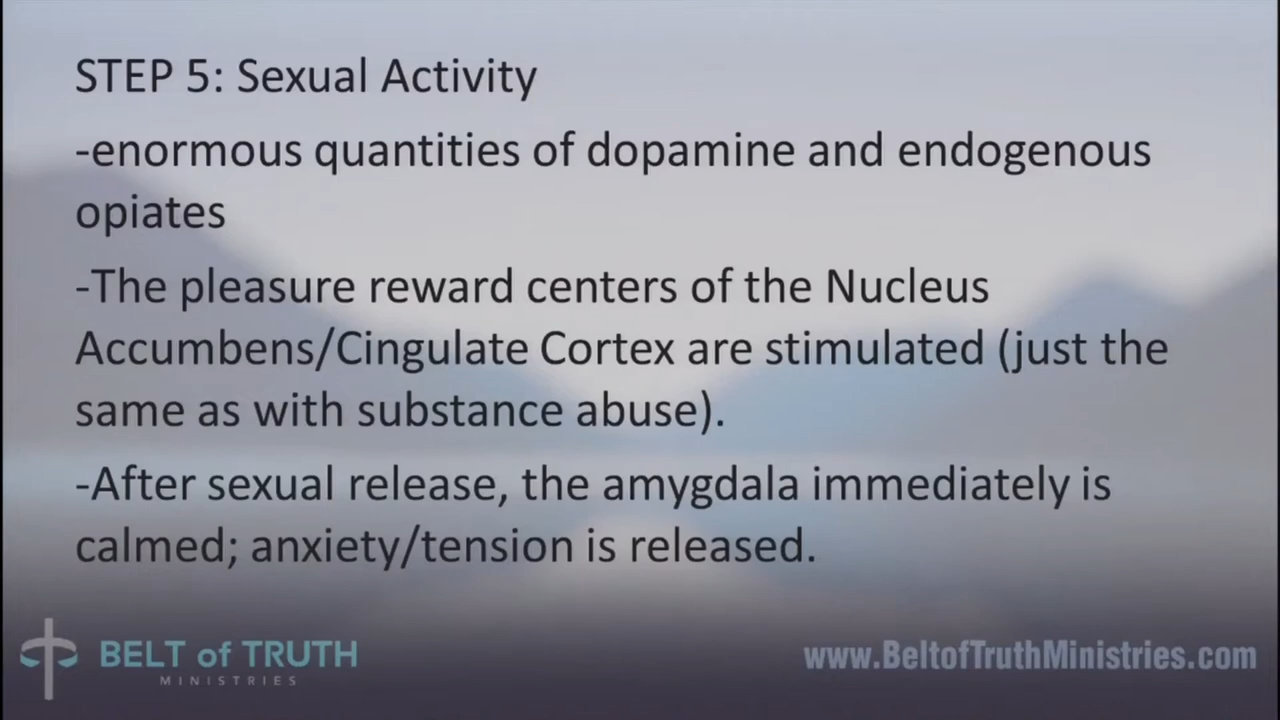 STEP 5: Sexual Activity
-enormous quantities of dopamine and endogenous
opiates
-The pleasure reward centers of the Nucleus
Accumbens/Cingulate Cortex are stimulated (just the
same as with substance abuse).
-After sexual release, the amygdala immediately is
calmed; anxiety/tension is released.
BELT of TRUTH
MINISTRIES
www.BeltofTruthMinistries.com